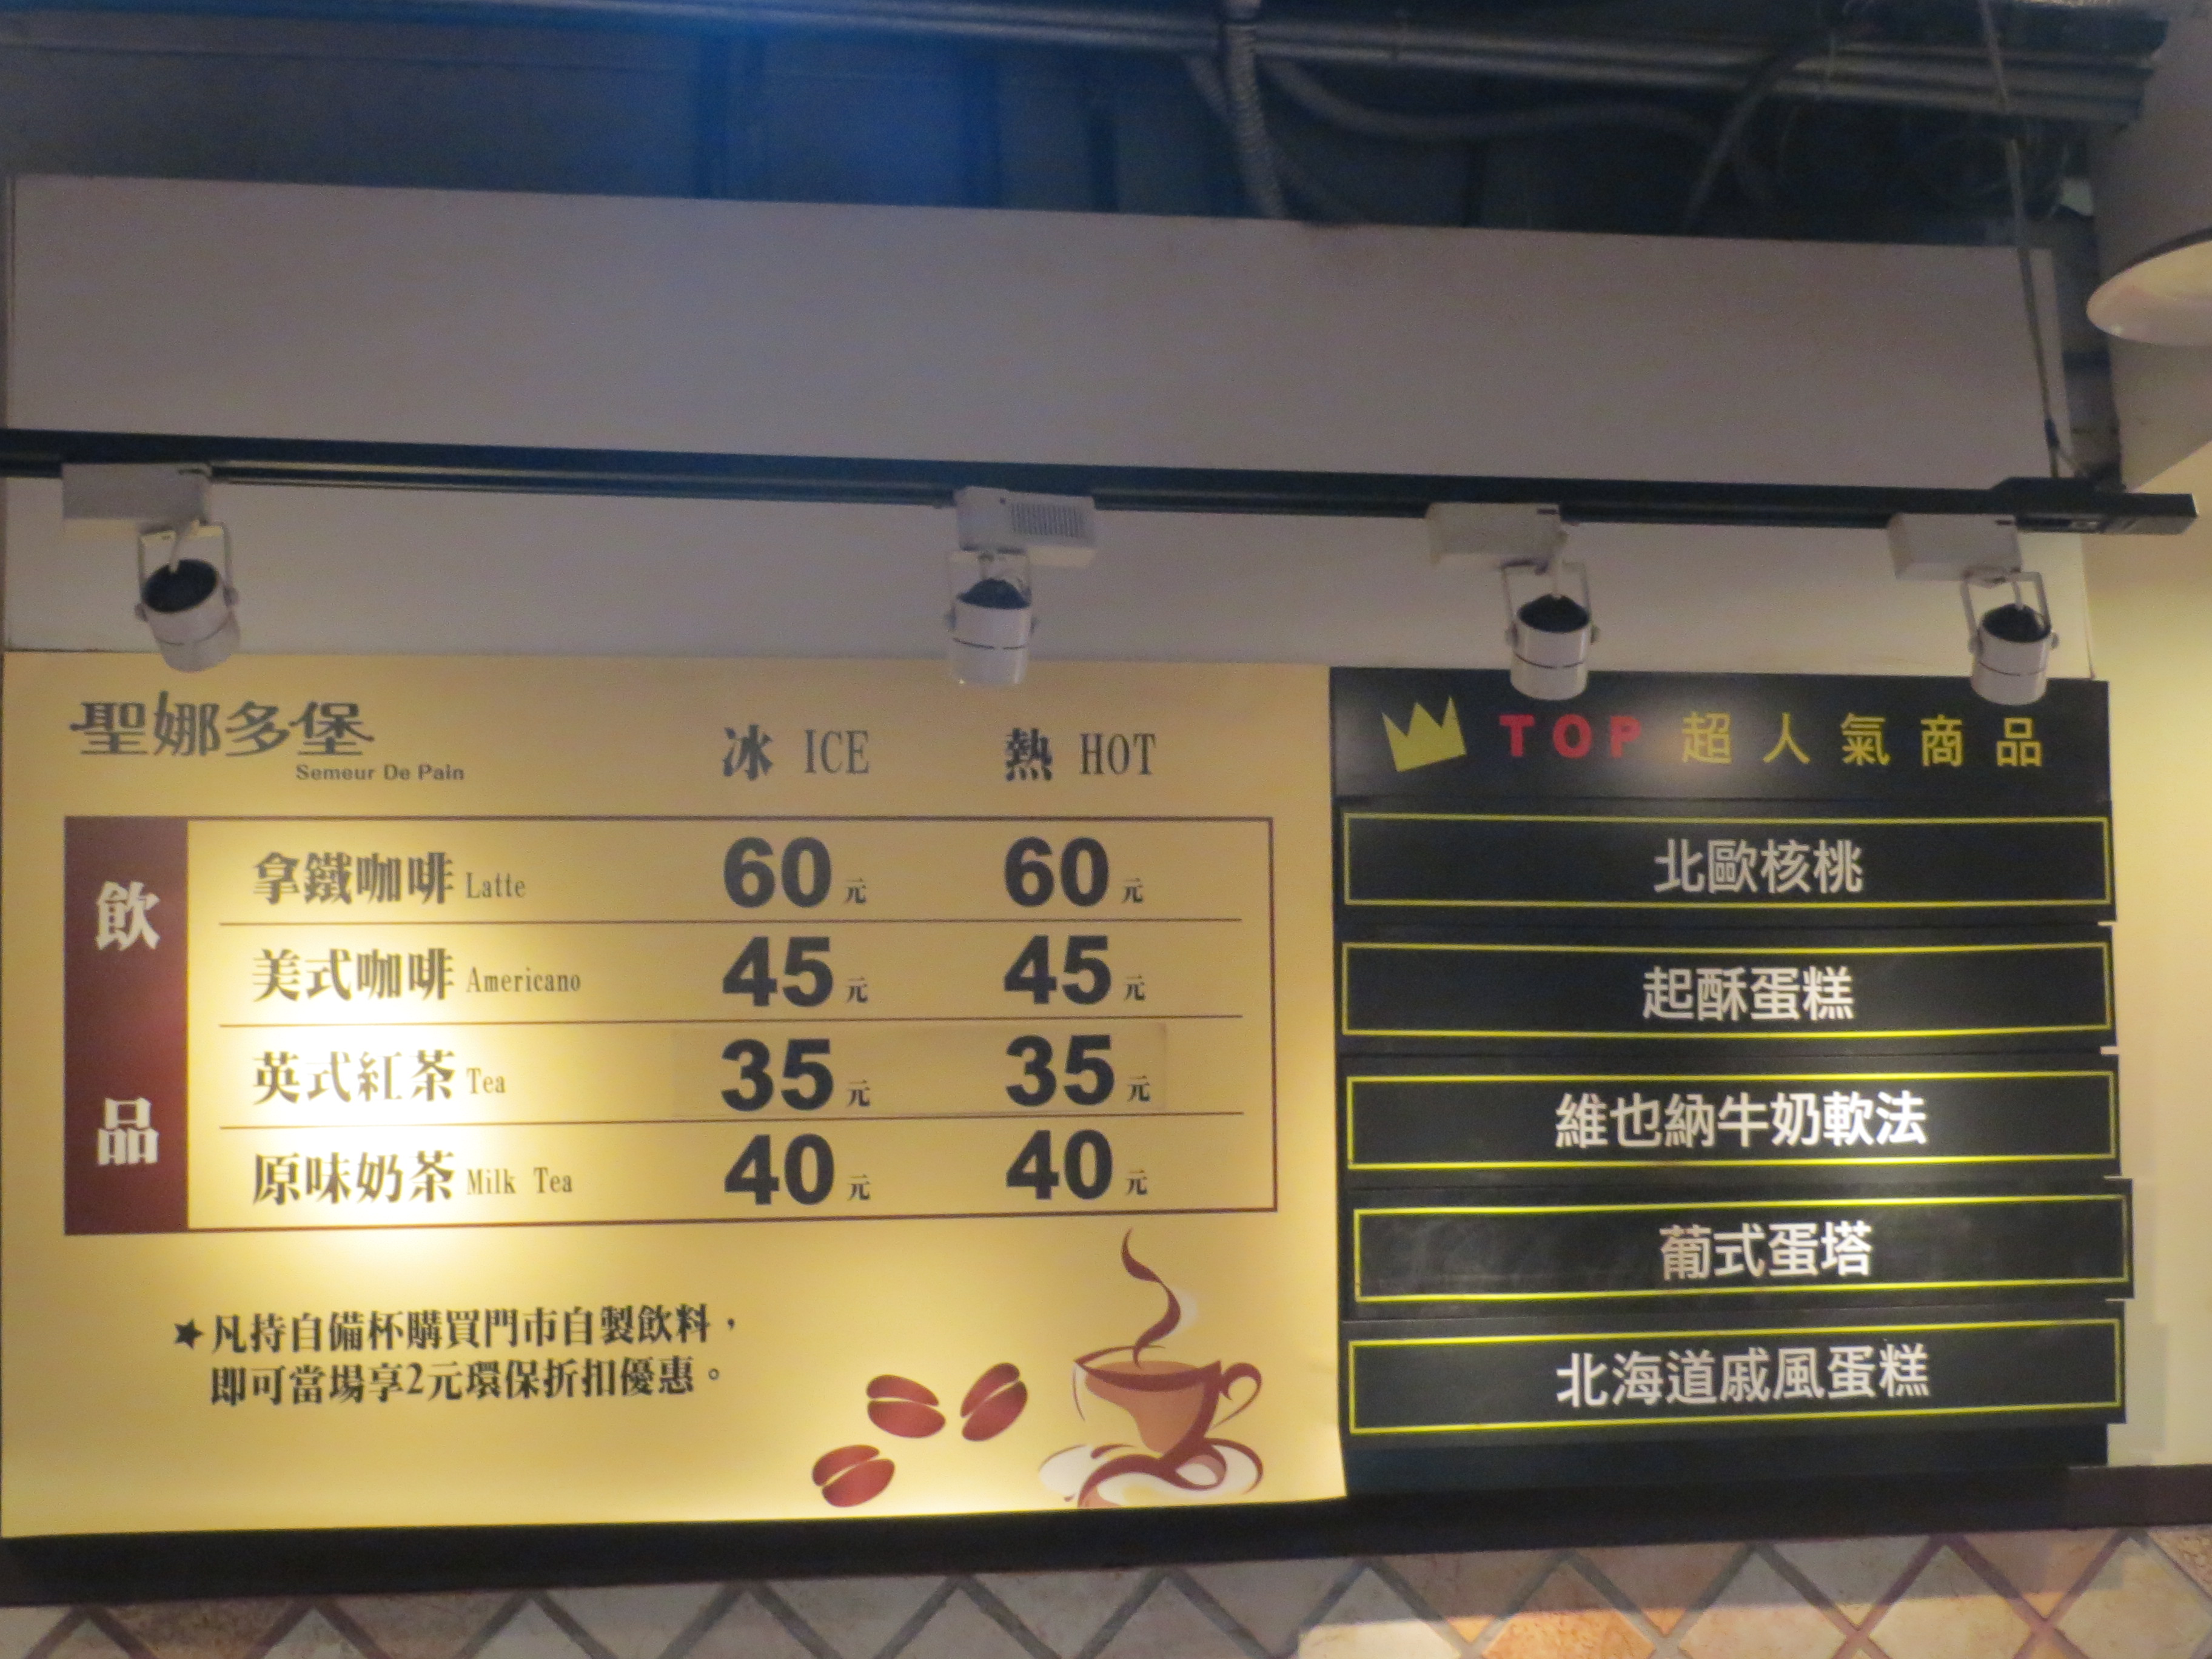 聖娜多堡
Semeur De Pain
冰 ICE 熱 HOT
飲品
拿鐵咖啡 Latte 60元 60元
美式咖啡 Americano 45元 45元
英式紅茶 Tea 35元 35元
原味奶茶 Milk Tea 40元 40元
★凡持自備杯購買門市自製飲料，
即可當場享2元環保折扣優惠。
TOP 超人氣商品
北歐核桃
起酥蛋糕
維也納牛奶軟法
葡式蛋塔
北海道戚風蛋糕